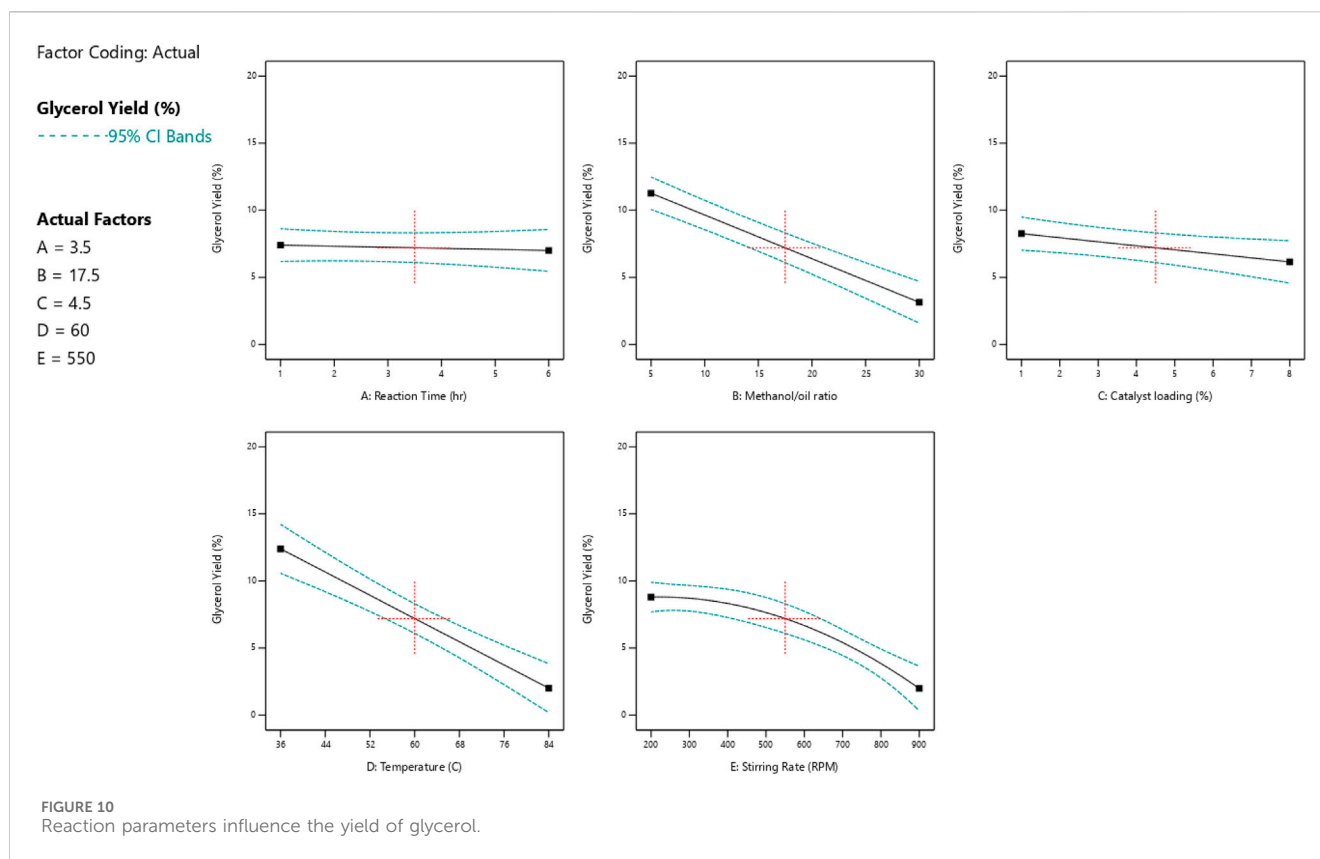 Factor Coding: Actual
Glycerol Yield (%)
95% CI Bands
Actual Factors
A = 3.5
B = 17.5
C = 4.5
D = 60
E = 550
20
15
10
5
0
Glycerol Yield (%)
1 2 3 4 5 6
A: Reaction Time (hr)
20
15
10
5
0
Glycerol Yield (%)
5 10 15 20 25 30
B: Methanol/oil ratio
20
15
10
5
0
Glycerol Yield (%)
1 2 3 4 5 6 7 8
C: Catalyst loading (%)
20
15
10
5
0
Glycerol Yield (%)
36 44 52 60 68 76 84
D: Temperature (C)
20
15
10
5
0
Glycerol Yield (%)
200 300 400 500 600 700 800 900
E: Stirring Rate (RPM)
FIGURE 10
Reaction parameters influence the yield of glycerol.